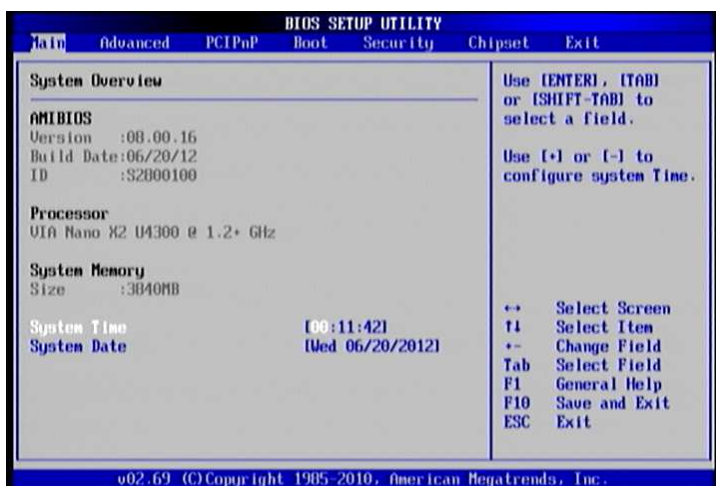 BIOS SETUP UTILITY
Main Advanced PCIPnP Boot Security Chipset Exit
System Overview
AMIBIOS
Version :08.00.16
Build Date:06/20/12
ID :S2800100
Processor
VIA Nano X2 U4300 @ 1.2+ GHz
System Memory
Size :3840MB
System Time [00:11:42]
System Date [Wed 06/20/2012]
Use [ENTER], [TAB]
or [SHIFT-TAB] to
select a field.
Use [+] or [-] to
configure system Time.
↔ Select Screen
↑↓ Select Item
+- Change Field
Tab Select Field
F1 General Help
F10 Save and Exit
ESC Exit
v02.69 (C)Copyright 1985-2010, American Megatrends, Inc.